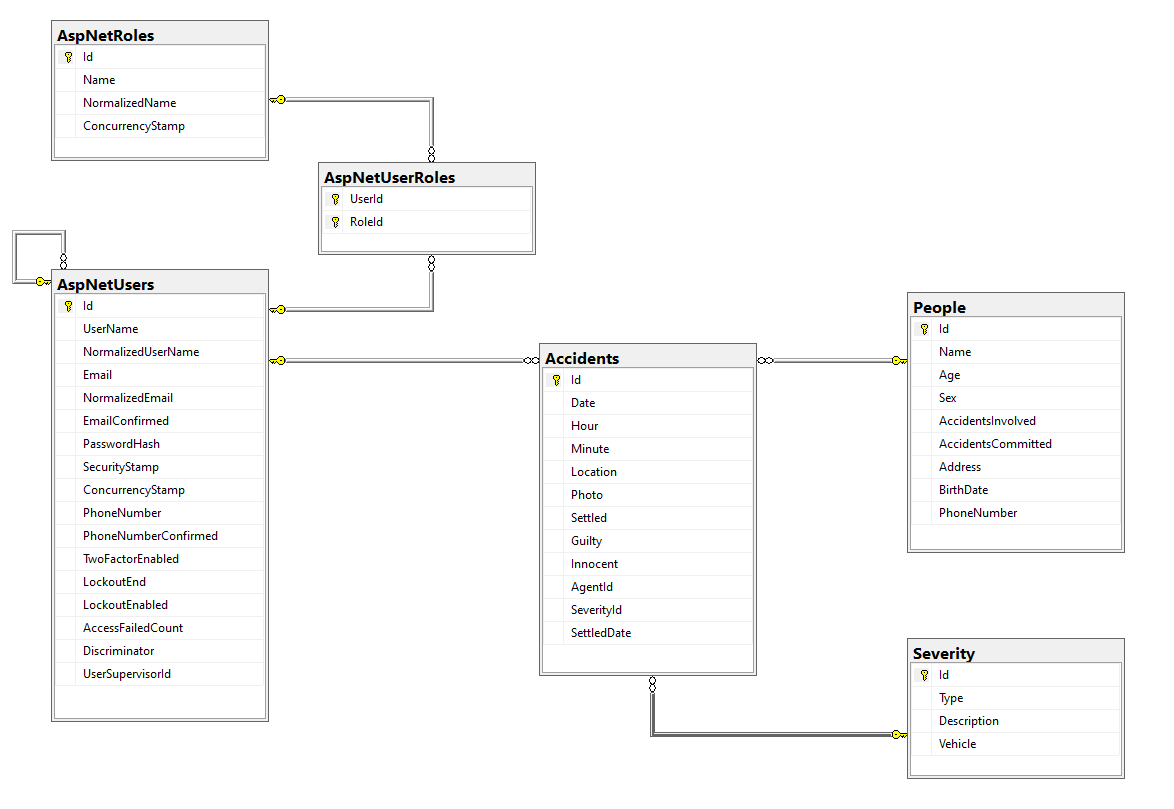 AspNetRoles
Id
Name
NormalizedName
ConcurrencyStamp
AspNetUserRoles
UserId
RoleId
AspNetUsers
Id
UserName
NormalizedUserName
Email
NormalizedEmail
EmailConfirmed
PasswordHash
SecurityStamp
ConcurrencyStamp
PhoneNumber
PhoneNumberConfirmed
TwoFactorEnabled
LockoutEnd
LockoutEnabled
AccessFailedCount
Discriminator
UserSupervisorId
Accidents
Id
Date
Hour
Minute
Location
Photo
Settled
Guilty
Innocent
AgentId
SeverityId
SettledDate
People
Id
Name
Age
Sex
AccidentsInvolved
AccidentsCommitted
Address
BirthDate
PhoneNumber
Severity
Id
Type
Description
Vehicle